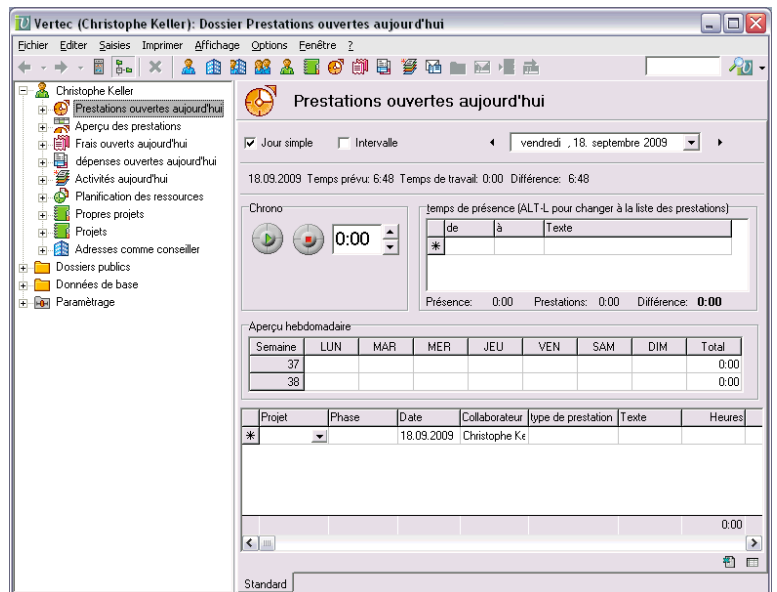 Vertec (Christophe Keller): Dossier Prestations ouvertes aujourd'hui
Fichier Editer Saisies Imprimer Affichage Options Fenêtre ?
Christophe Keller
Prestations ouvertes aujourd'hui
Aperçu des prestations
Frais ouverts aujourd'hui
dépenses ouvertes aujourd'hui
Activités aujourd'hui
Planification des ressources
Propres projets
Projets
Adresses comme conseiller
Dossiers publics
Données de base
Paramètrage
Prestations ouvertes aujourd'hui
Jour simple Intervalle vendredi , 18. septembre 2009
18.09.2009 Temps prévu: 6:48 Temps de travail: 0:00 Différence: 6:48
Chrono
0:00
temps de présence (ALT-L pour changer à la liste des prestations)
de à Texte
Présence: 0:00 Prestations: 0:00 Différence: 0:00
Aperçu hebdomadaire
Semaine LUN MAR MER JEU VEN SAM DIM Total
37 0:00
38 0:00
Projet Phase Date Collaborateur type de prestation Texte Heures
18.09.2009 Christophe Ke
0:00
Standard